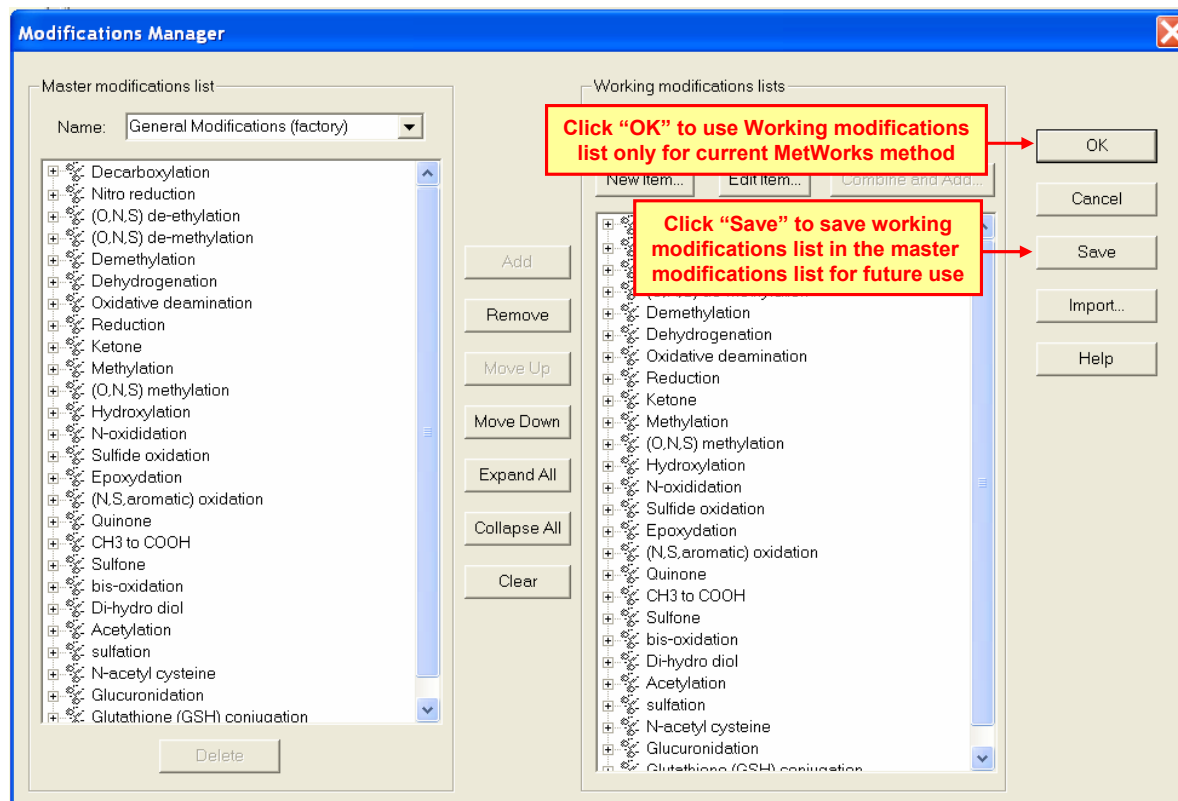 Modifications Manager
Master modifications list
Name: General Modifications (factory)
Decarboxylation
Nitro reduction
(O,N,S) de-ethylation
(O,N,S) de-methylation
Demethylation
Dehydrogenation
Oxidative deamination
Reduction
Ketone
Methylation
(O,N,S) methylation
Hydroxylation
N-oxididation
Sulfide oxidation
Epoxydation
(N,S,aromatic) oxidation
Quinone
CH3 to COOH
Sulfone
bis-oxidation
Di-hydro diol
Acetylation
sulfation
N-acetyl cysteine
Glucuronidation
Glutathione (GSH) conjugation
Delete
Add
Remove
Move Up
Move Down
Expand All
Collapse All
Clear
Working modifications lists
Click “OK” to use Working modifications
list only for current MetWorks method
New Item... Edit Item... Combine and Add...
Click “Save” to save working
modifications list in the master
modifications list for future use
Demethylation
Dehydrogenation
Oxidative deamination
Reduction
Ketone
Methylation
(O,N,S) methylation
Hydroxylation
N-oxididation
Sulfide oxidation
Epoxydation
(N,S,aromatic) oxidation
Quinone
CH3 to COOH
Sulfone
bis-oxidation
Di-hydro diol
Acetylation
sulfation
N-acetyl cysteine
Glucuronidation
Glutathione (GSH) conjugation
OK
Cancel
Save
Import...
Help